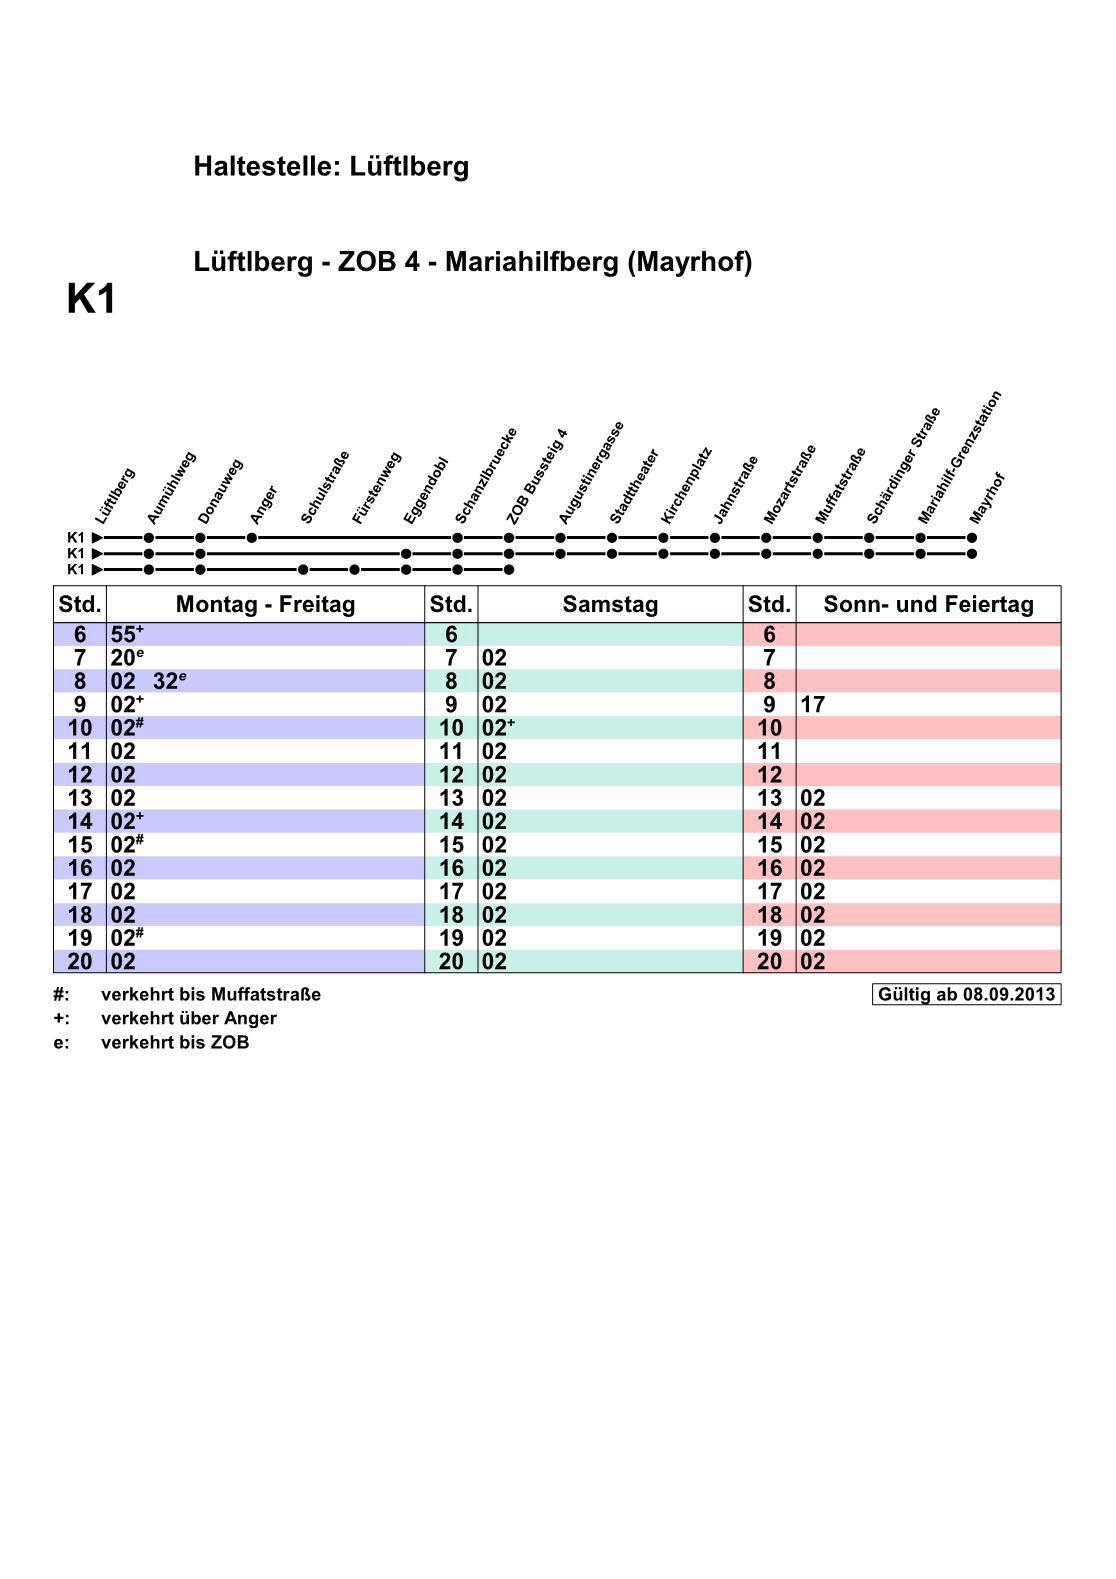 Haltestelle: Lüftlberg
Lüftlberg - ZOB 4 - Mariahilfberg (Mayrhof)
K1
Lüftlberg
Aumühlweg
Donauweg
Anger
Schulstraße
Fürstenweg
Eggendobl
Schanzlbruecke
ZOB Bussteig 4
Augustinergasse
Stadttheater
Kirchenplatz
Jahnstraße
Mozartstraße
Muffatstraße
Schärdinger Straße
Mariahilf-Grenzstation
Mayrhof
K1
K1
K1
Std. Montag - Freitag Std. Samstag Std. Sonn- und Feiertag
6 55+ 6 6
7 20e 7 02 7
8 02 32e 8 02 8
9 02+ 9 02 9 17
10 02# 10 02+ 10
11 02 11 02 11
12 02 12 02 12
13 02 13 02 13 02
14 02+ 14 02 14 02
15 02# 15 02 15 02
16 02 16 02 16 02
17 02 17 02 17 02
18 02 18 02 18 02
19 02# 19 02 19 02
20 02 20 02 20 02
#: verkehrt bis Muffatstraße Gültig ab 08.09.2013
+: verkehrt über Anger
e: verkehrt bis ZOB